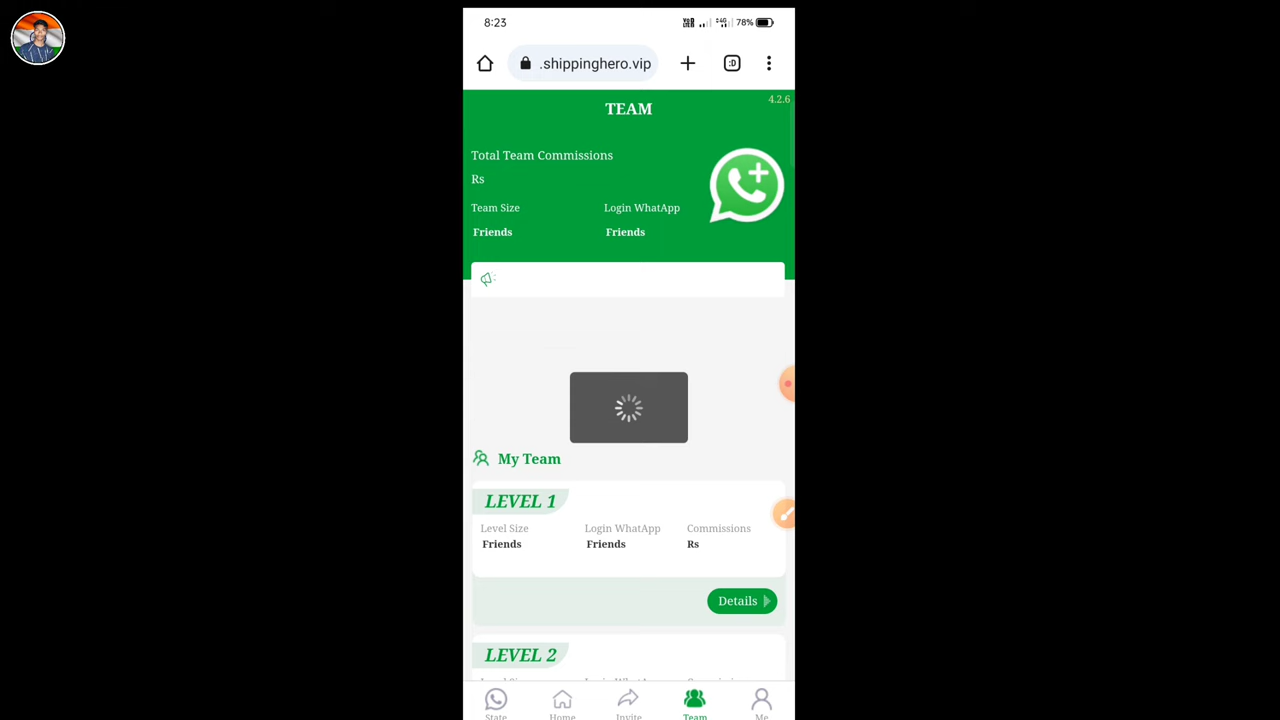 8:23
78%
.shippinghero.vip
:D
4.2.6
TEAM
Total Team Commissions
Rs
Team Size
Login WhatApp
Friends
Friends
My Team
LEVEL 1
Level Size
Login WhatApp
Commissions
Friends
Friends
Rs
Details
LEVEL 2
State
Home
Invite
Team
Me